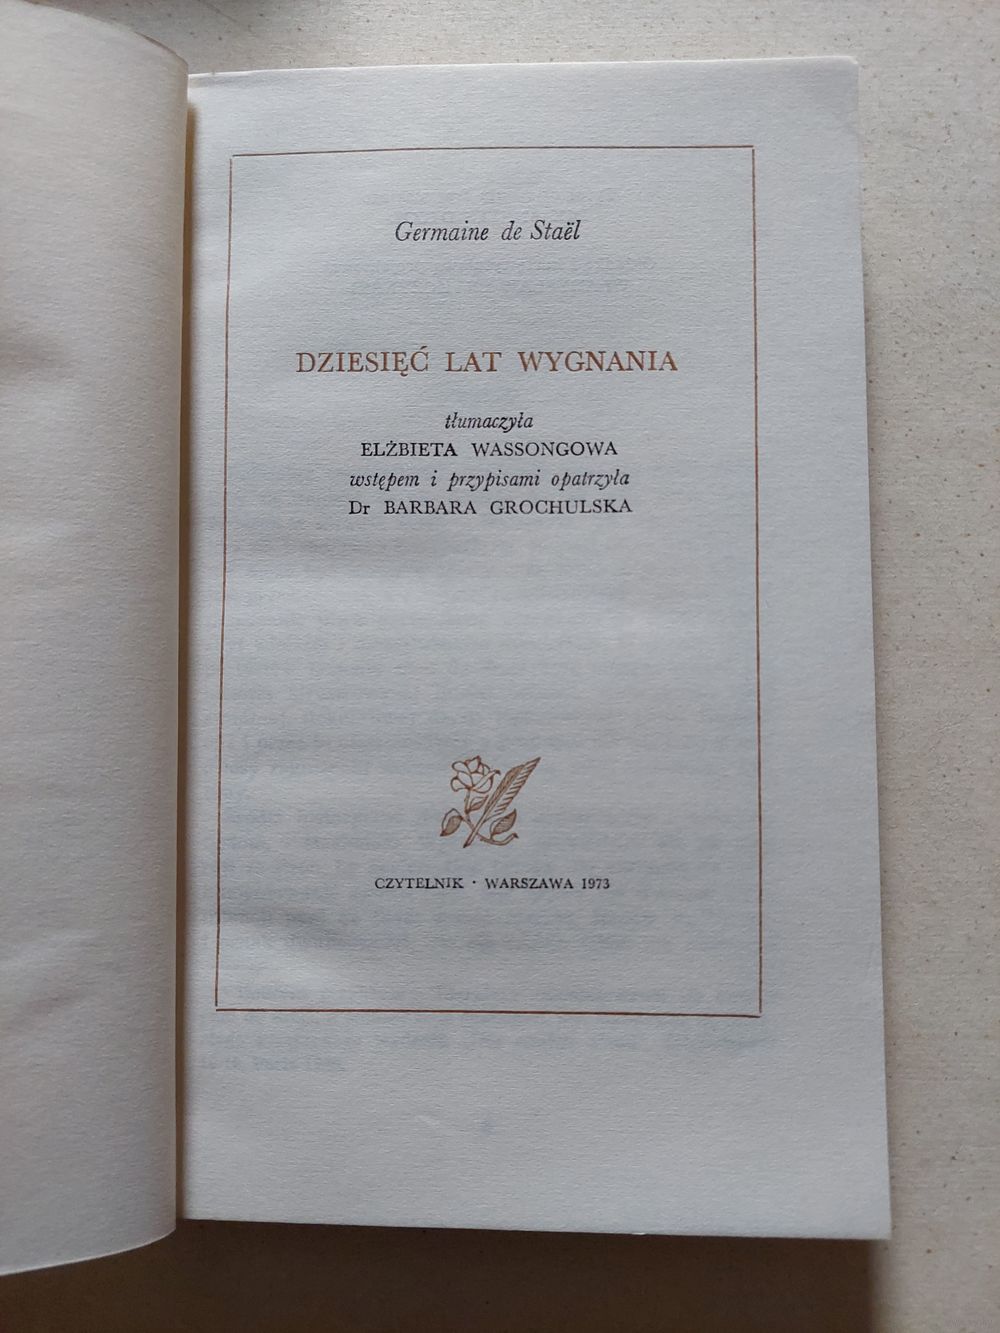 Germaine de Staël
DZIESIĘĆ LAT WYGNANIA
tłumaczyła
ELŻBIETA WASSONGOWA
wstępem i przypisami opatrzyła
Dr BARBARA GROCHULSKA
CZYTELNIK · WARSZAWA 1973